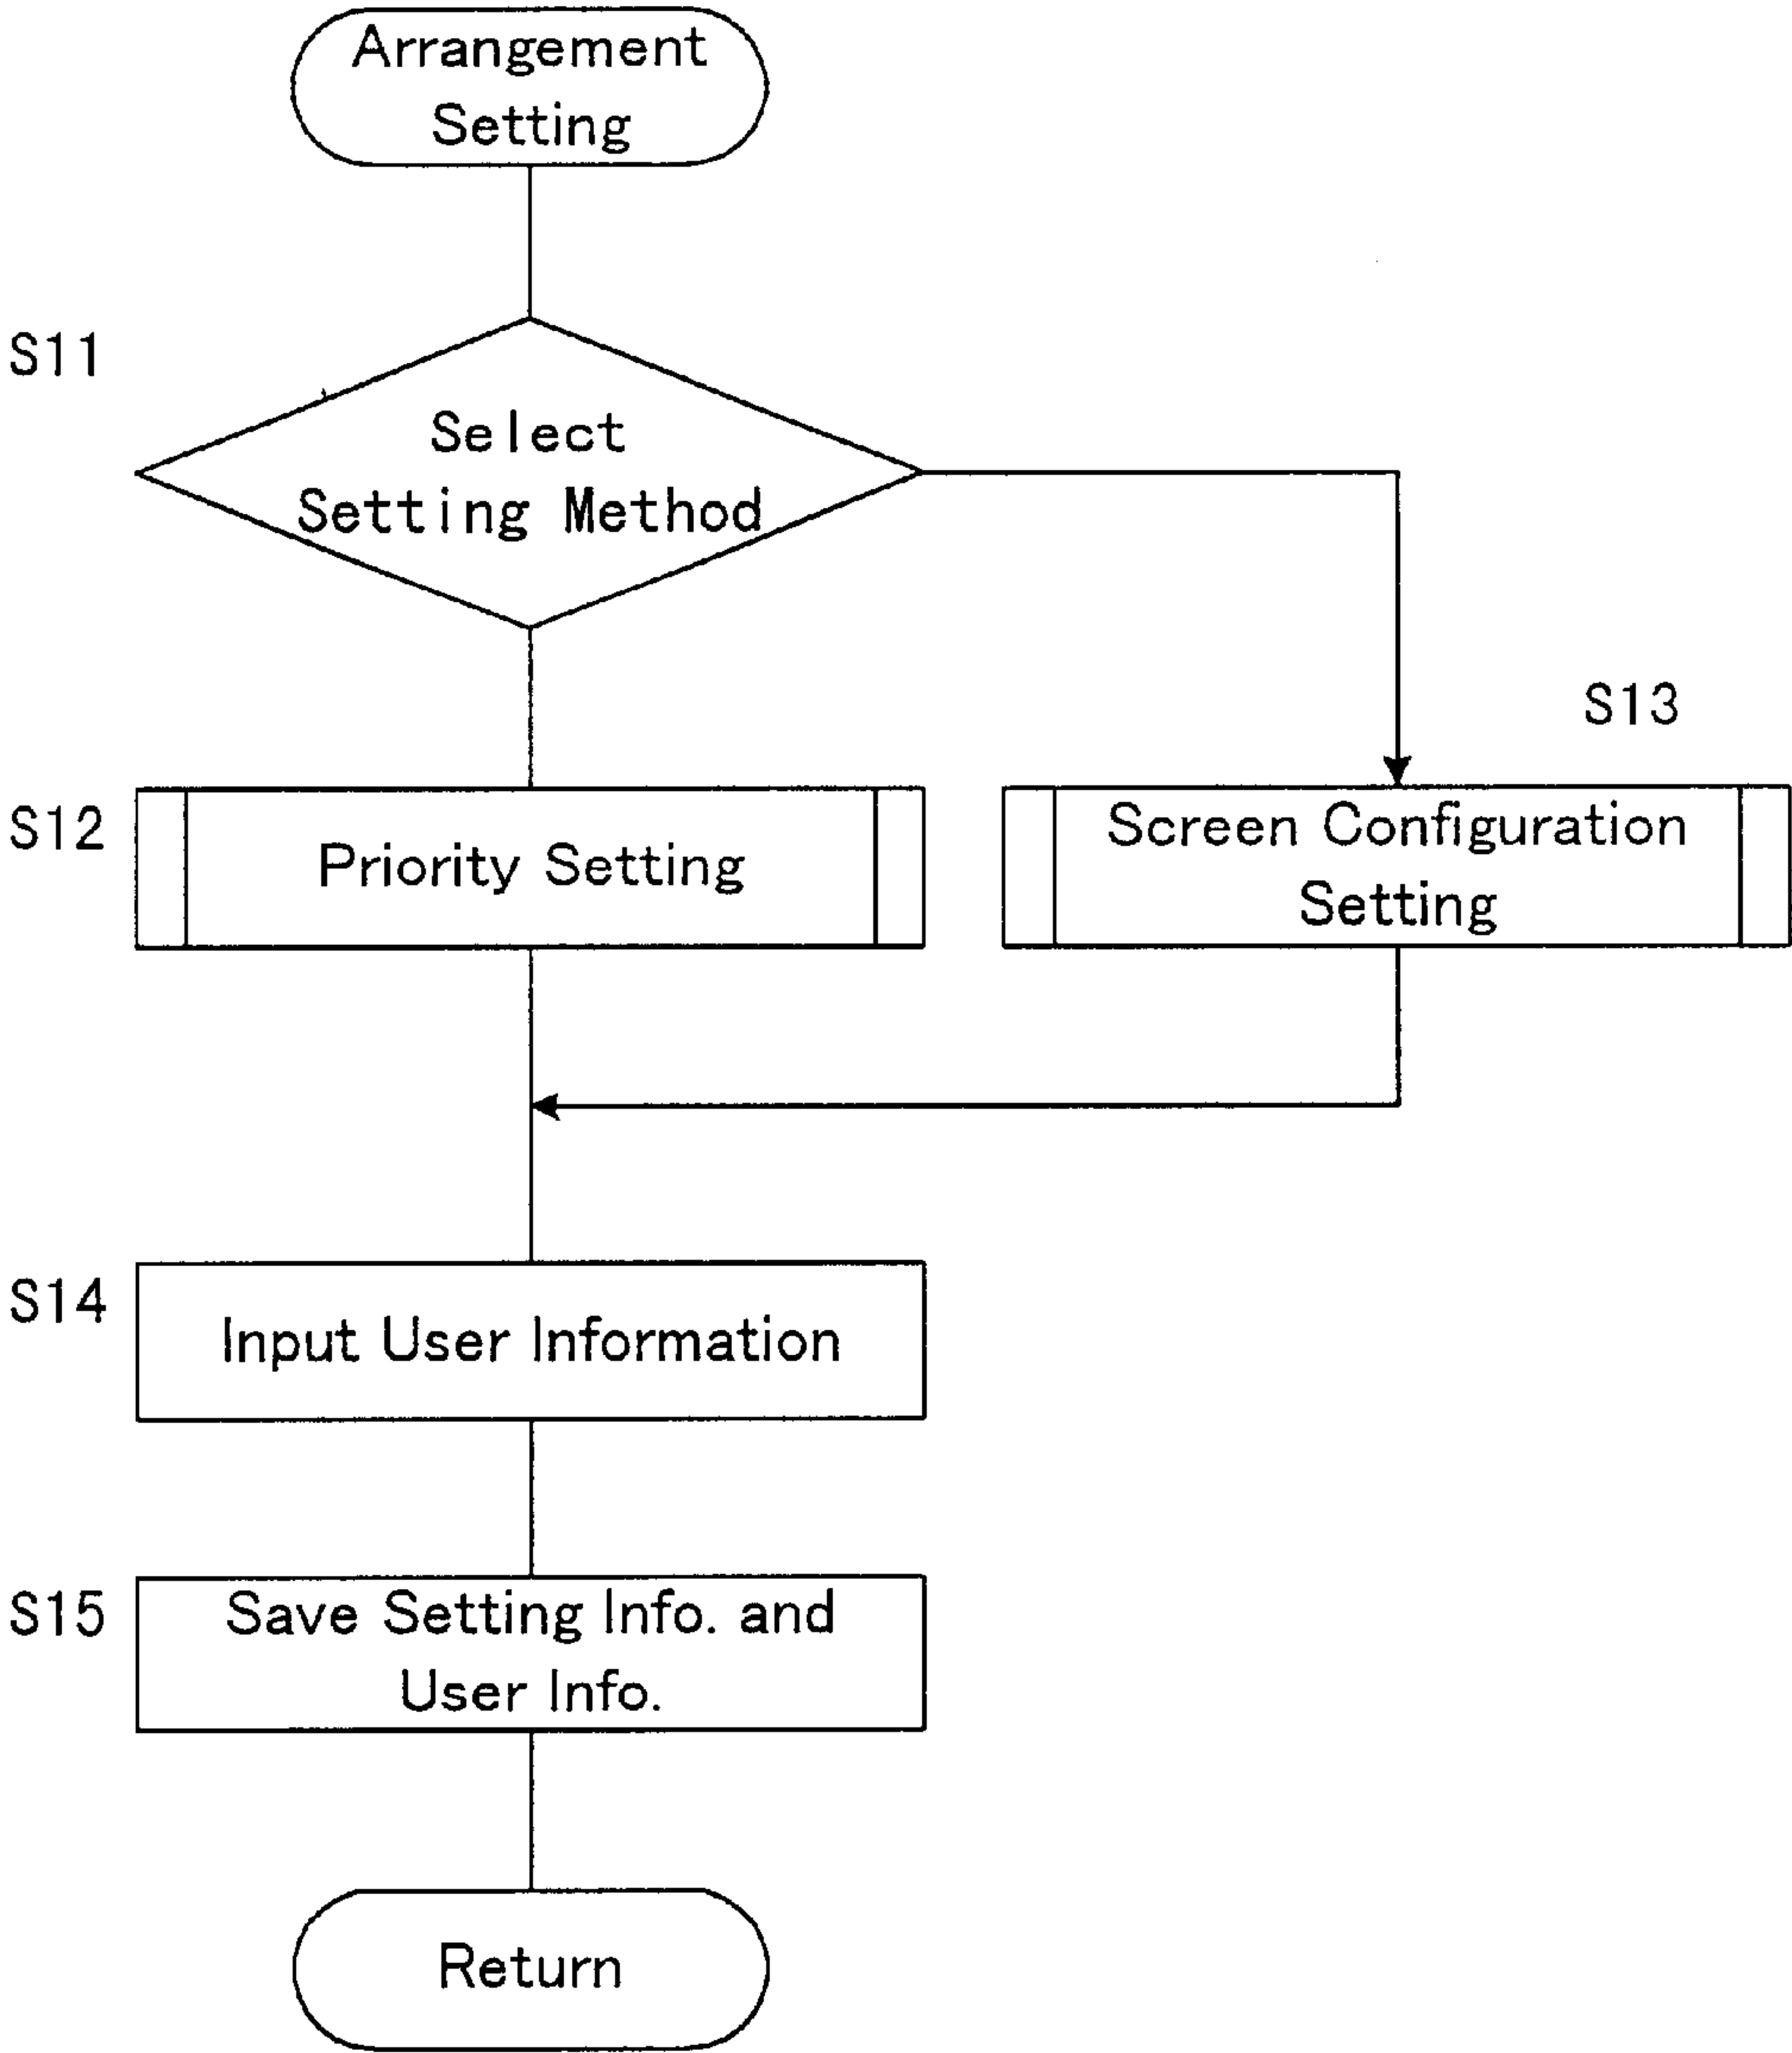 Arrangement
Setting
S11
Select
Setting Method
S13
S12
Priority Setting
Screen Configuration
Setting
S14
Input User Information
S15
Save Setting Info. and
User Info.
Return